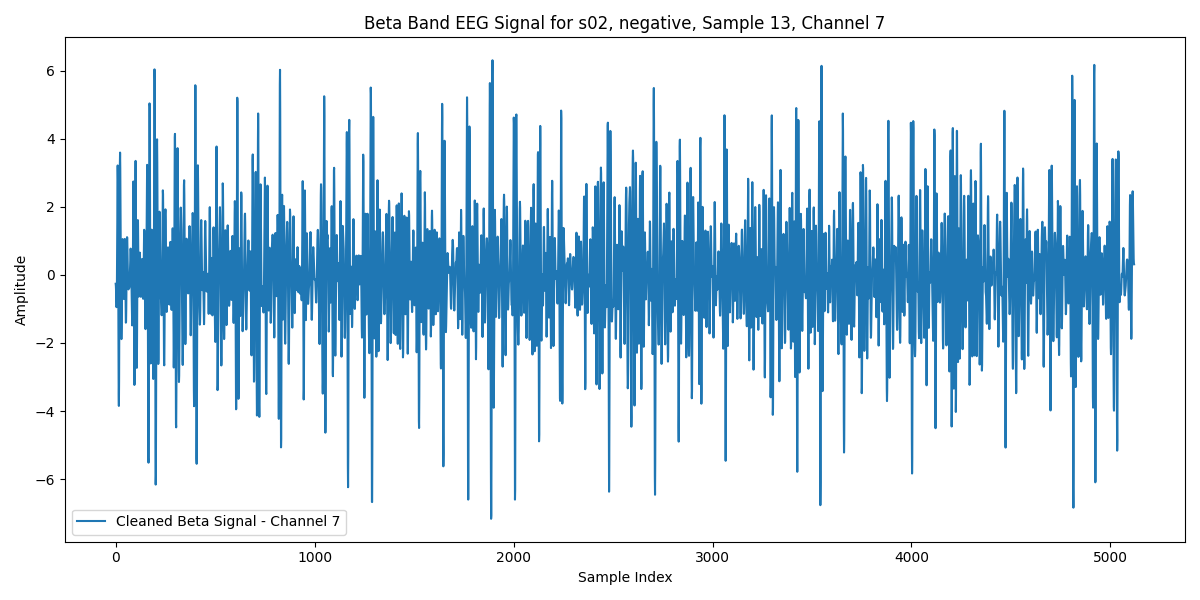 Beta Band EEG Signal for s02, negative, Sample 13, Channel 7
Amplitude
6
4
2
0
−2
−4
−6
Cleaned Beta Signal - Channel 7
0 1000 2000 3000 4000 5000
Sample Index